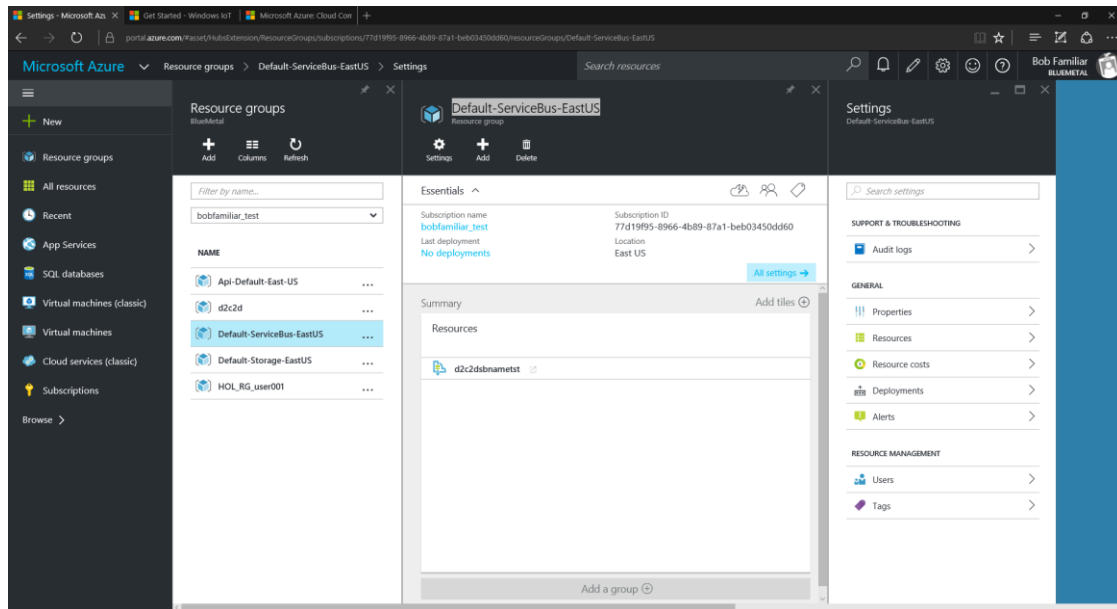 Settings - Microsoft Azu
Get Started - Windows IoT
Microsoft Azure: Cloud Con
portal.azure.com/#asset/HubsExtension/ResourceGroups/subscriptions/77d19f95-8966-4b89-87a1-beb03450dd60/resourceGroups/Default-ServiceBus-EastUS
Microsoft Azure
Resource groups > Default-ServiceBus-EastUS > Settings
Search resources
Bob Familiar
BLUEMETAL
New
Resource groups
All resources
Recent
App Services
SQL databases
Virtual machines (classic)
Virtual machines
Cloud services (classic)
Subscriptions
Browse >
Resource groups
BlueMetal
Add Columns Refresh
Filter by name...
bobfamiliar_test
NAME
Api-Default-East-US ...
d2c2d ...
Default-ServiceBus-EastUS ...
Default-Storage-EastUS ...
HOL_RG_user001 ...
Default-ServiceBus-EastUS
Resource group
Settings Add Delete
Essentials
Subscription name
bobfamiliar_test
Last deployment
No deployments
Subscription ID
77d19f95-8966-4b89-87a1-beb03450dd60
Location
East US
All settings →
Summary
Add tiles
Resources
d2c2dsbnametst
Add a group
Settings
Default-ServiceBus-EastUS
Search settings
SUPPORT & TROUBLESHOOTING
Audit logs
GENERAL
Properties
Resources
Resource costs
Deployments
Alerts
RESOURCE MANAGEMENT
Users
Tags